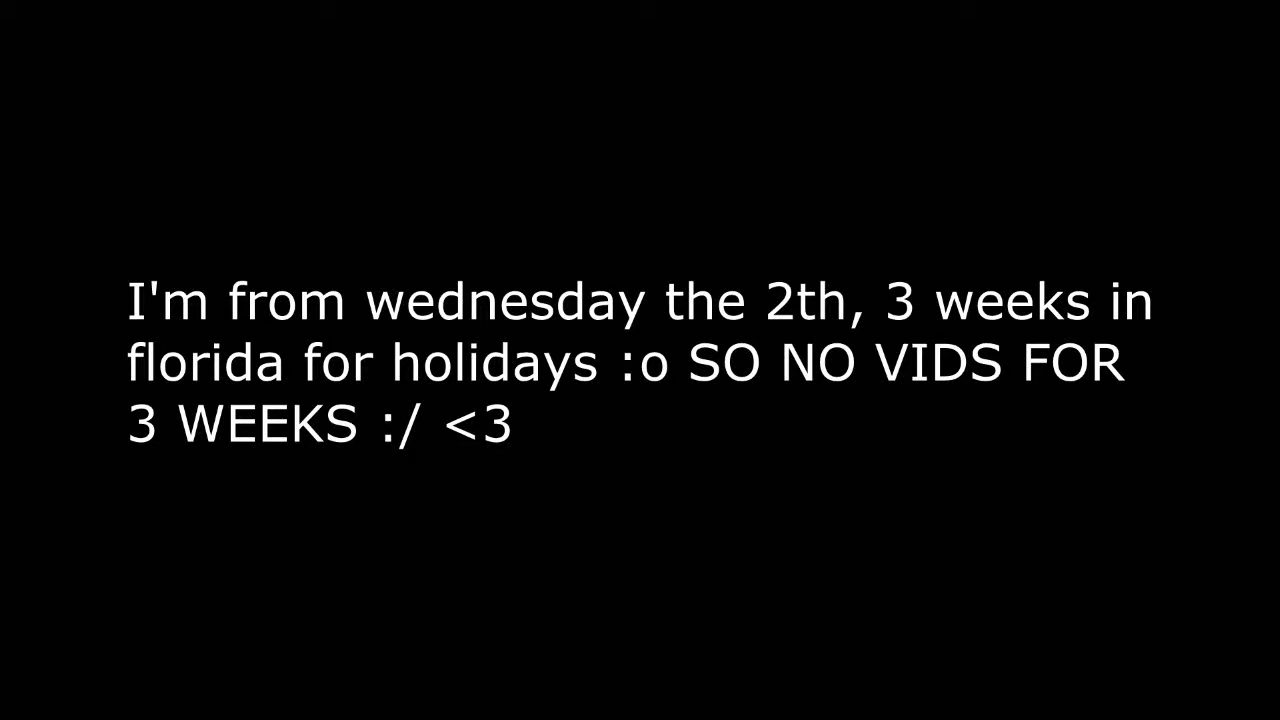 I'm from wednesday the 2th, 3 weeks in
florida for holidays :o SO NO VIDS FOR
3 WEEKS :/ <3